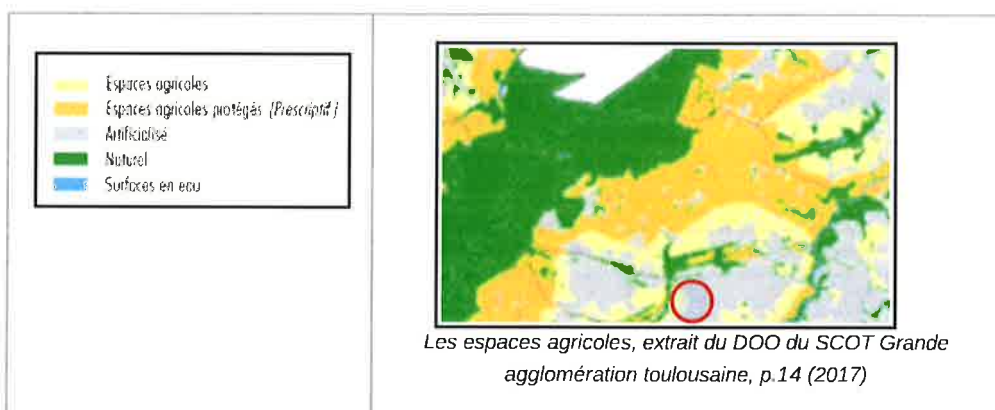 Espaces agricoles
Espaces agricoles protégés (Prescriptif)
Artificialisé
Naturel
Surfaces en eau
Les espaces agricoles, extrait du DOO du SCOT Grande
agglomération toulousaine, p.14 (2017)